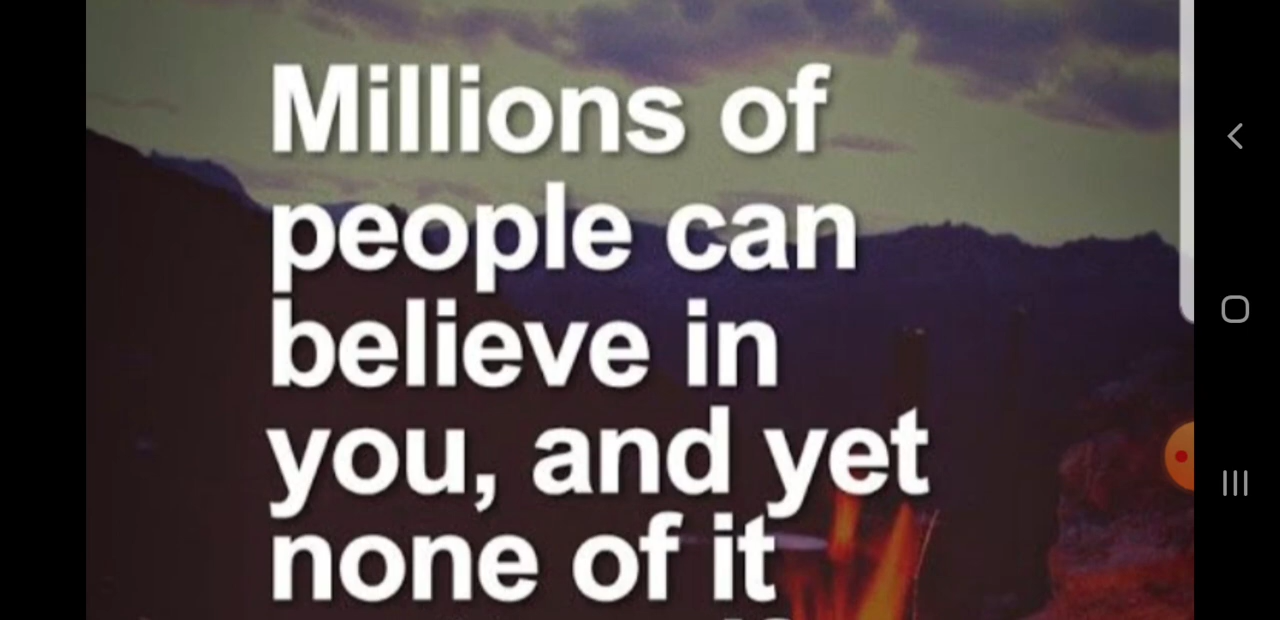 Millions of
people can
believe in
you, and yet
none of it